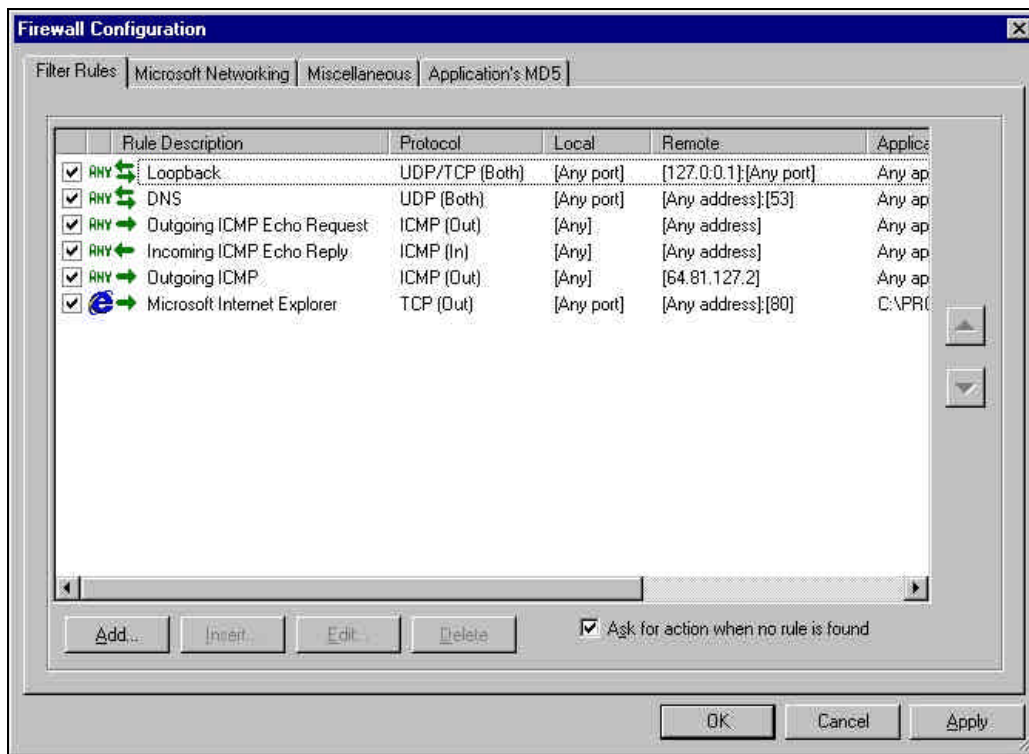 Firewall Configuration
Filter Rules Microsoft Networking Miscellaneous Application's MD5
Rule Description Protocol Local Remote Applica
ANY Loopback UDP/TCP (Both) [Any port] [127.0.0.1]:[Any port] Any ap
ANY DNS UDP (Both) [Any port] [Any address]:[53] Any ap
ANY Outgoing ICMP Echo Request ICMP (Out) [Any] [Any address] Any ap
ANY Incoming ICMP Echo Reply ICMP (In) [Any] [Any address] Any ap
ANY Outgoing ICMP ICMP (Out) [Any] [64.81.127.2] Any ap
Microsoft Internet Explorer TCP (Out) [Any port] [Any address]:[80] C:\PR(
Add... Insert... Edit... Delete Ask for action when no rule is found
OK Cancel Apply